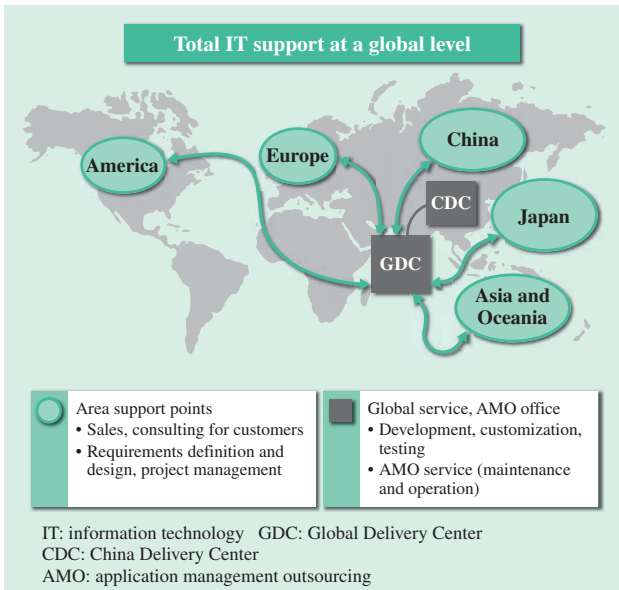 Total IT support at a global level
America
Europe
China
CDC
Japan
GDC
Asia and
Oceania
Area support points
• Sales, consulting for customers
• Requirements definition and
design, project management
Global service, AMO office
• Development, customization,
testing
• AMO service (maintenance
and operation)
IT: information technology GDC: Global Delivery Center
CDC: China Delivery Center
AMO: application management outsourcing